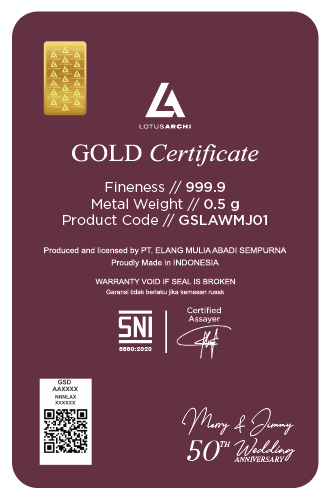 LOTUSARCHI
GOLD Certificate
Fineness // 999.9
Metal Weight // 0.5 g
Product Code // GSLAWMJ01
Produced and licensed by PT. ELANG MULIA ABADI SEMPURNA
Proudly Made in INDONESIA
WARRANTY VOID IF SEAL IS BROKEN
Garansi tidak berlaku jika kemasan rusak
SNI
8880:2020
Certified
Assayer
GSD
AAXXXX
NNNLAX
XXXXXX
Merry & Jimmy
50TH Wedding
ANNIVERSARY